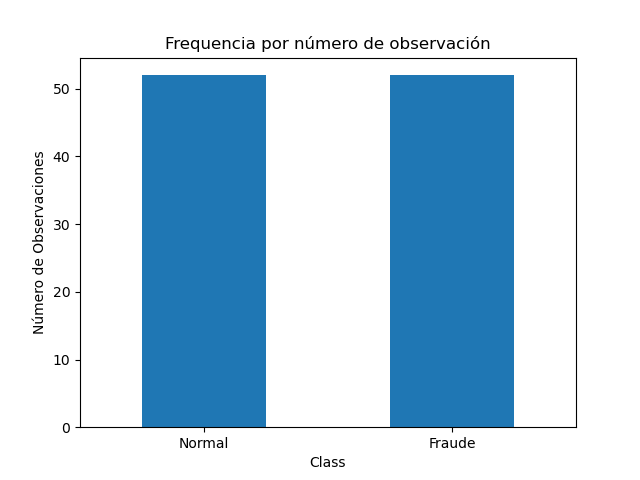 Frequencia por número de observación
Número de Observaciones
50
40
30
20
10
0
Normal
Fraude
Class